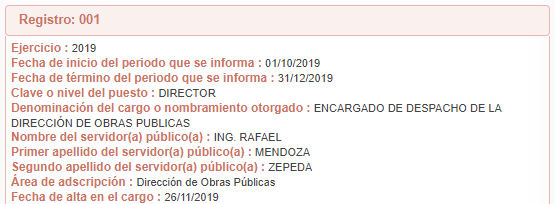 Registro: 001
Ejercicio : 2019
Fecha de inicio del periodo que se informa : 01/10/2019
Fecha de término del periodo que se informa : 31/12/2019
Clave o nivel del puesto : DIRECTOR
Denominación del cargo o nombramiento otorgado : ENCARGADO DE DESPACHO DE LA
DIRECCIÓN DE OBRAS PUBLICAS
Nombre del servidor(a) público(a) : ING. RAFAEL
Primer apellido del servidor(a) público(a) : MENDOZA
Segundo apellido del servidor(a) público(a) : ZEPEDA
Área de adscripción : Dirección de Obras Públicas
Fecha de alta en el cargo : 26/11/2019